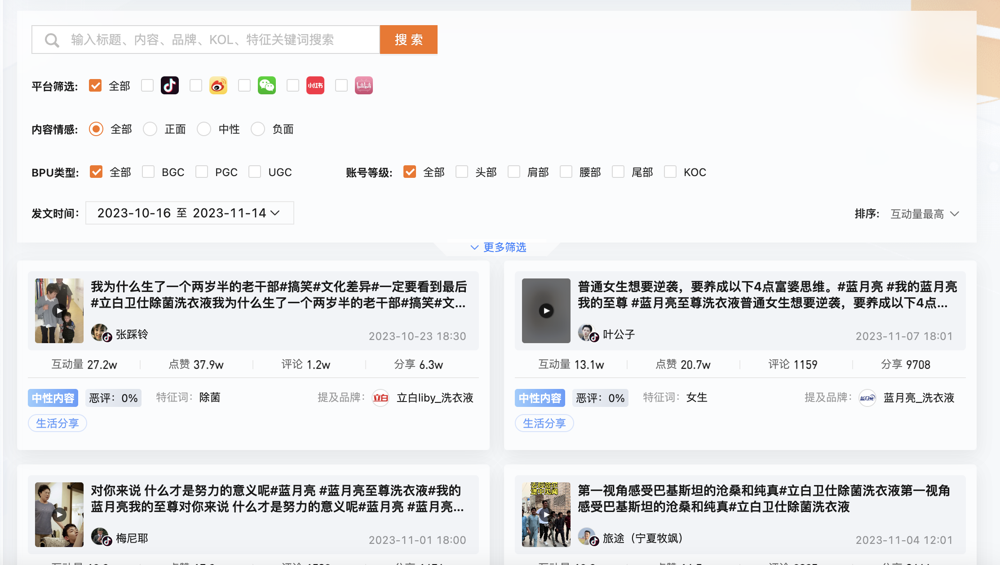 输入标题、内容、品牌、KOL、特征关键词搜索
搜 索
平台筛选: 全部 小红书 bilibili
内容情感: 全部 正面 中性 负面
BPU类型: 全部 BGC PGC UGC 账号等级: 全部 头部 肩部 腰部 尾部 KOC
发文时间: 2023-10-16 至 2023-11-14 排序: 互动量最高
更多筛选
我为什么生了一个两岁半的老干部#搞笑#文化差异#一定要看到最后
#立白卫仕除菌洗衣液我为什么生了一个两岁半的老干部#搞笑#文...
张踩铃 2023-10-23 18:30
互动量 27.2w 点赞 37.9w 评论 1.2w 分享 6.3w
中性内容 恶评：0% 特征词：除菌 提及品牌：立白 立白liby_洗衣液
生活分享
普通女生想要逆袭，要养成以下4点富婆思维。#蓝月亮 #我的蓝月亮
我的至尊 #蓝月亮至尊洗衣液普通女生想要逆袭，要养成以下4点...
叶公子 2023-11-07 18:01
互动量 13.1w 点赞 20.7w 评论 1159 分享 9708
中性内容 恶评：0% 特征词：女生 提及品牌：蓝月亮 蓝月亮_洗衣液
生活分享
对你来说 什么才是努力的意义呢#蓝月亮 #蓝月亮至尊洗衣液#我的
蓝月亮我的至尊对你来说 什么才是努力的意义呢#蓝月亮 #蓝月亮...
梅尼耶 2023-11-01 18:00
途中见闻
第一视角感受巴基斯坦的沧桑和纯真#立白卫仕除菌洗衣液第一视角
感受巴基斯坦的沧桑和纯真#立白卫仕除菌洗衣液
旅途（宁夏牧飒） 2023-11-04 12:01